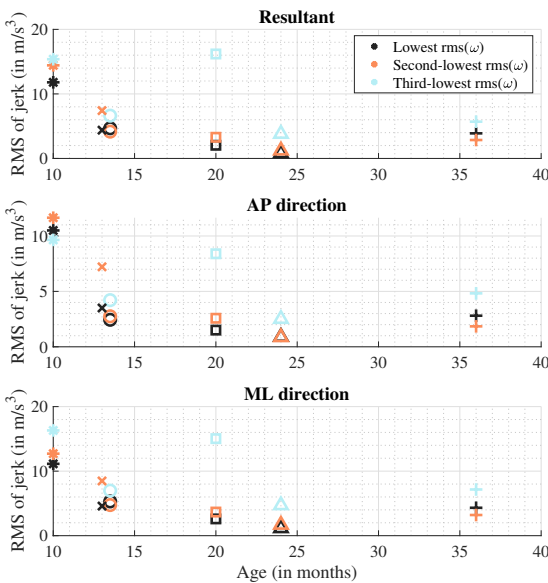 Resultant
RMS of jerk (in m/s³)
20
10
0
Lowest rms(ω)
Second-lowest rms(ω)
Third-lowest rms(ω)
10 15 20 25 30 35 40
AP direction
RMS of jerk (in m/s³)
10
5
0
10 15 20 25 30 35 40
ML direction
RMS of jerk (in m/s³)
20
10
0
10 15 20 25 30 35 40
Age (in months)